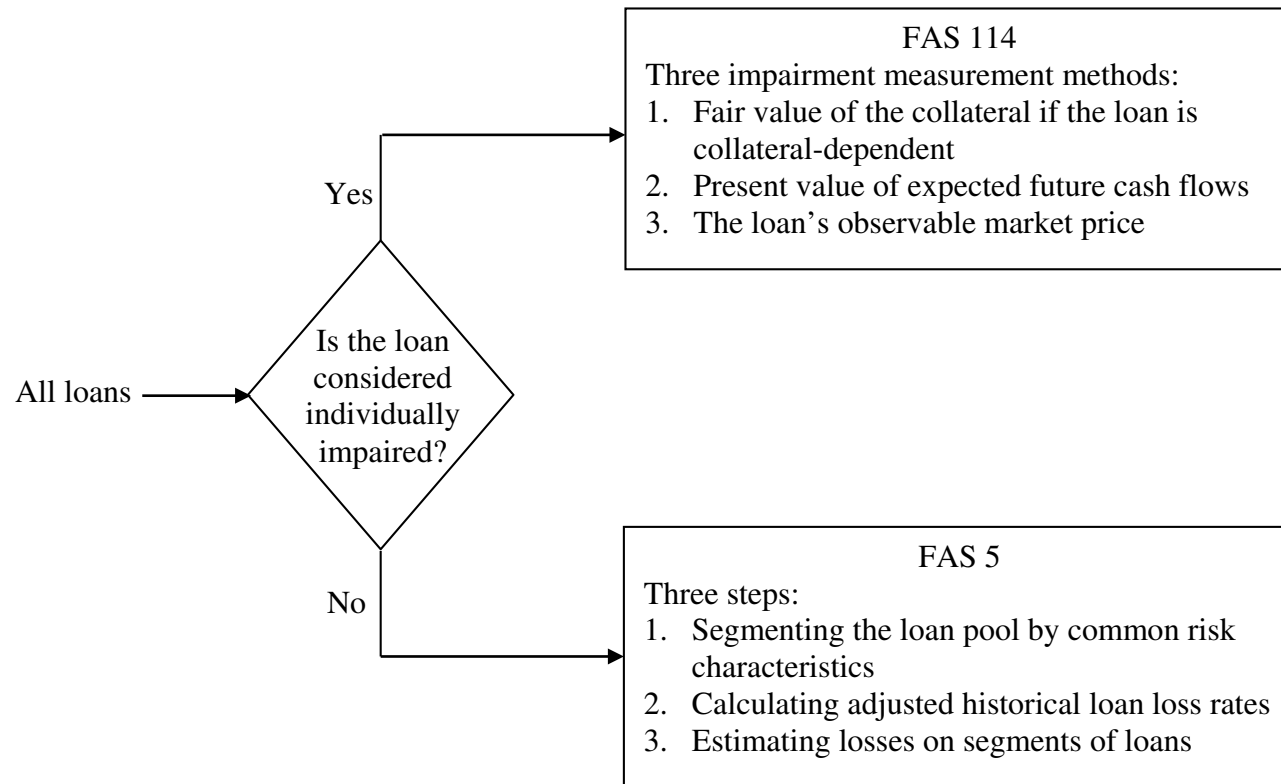 FAS 114
Three impairment measurement methods:
1. Fair value of the collateral if the loan is
collateral-dependent
2. Present value of expected future cash flows
3. The loan’s observable market price
Yes
Is the loan
considered
individually
impaired?
All loans
No
FAS 5
Three steps:
1. Segmenting the loan pool by common risk
characteristics
2. Calculating adjusted historical loan loss rates
3. Estimating losses on segments of loans